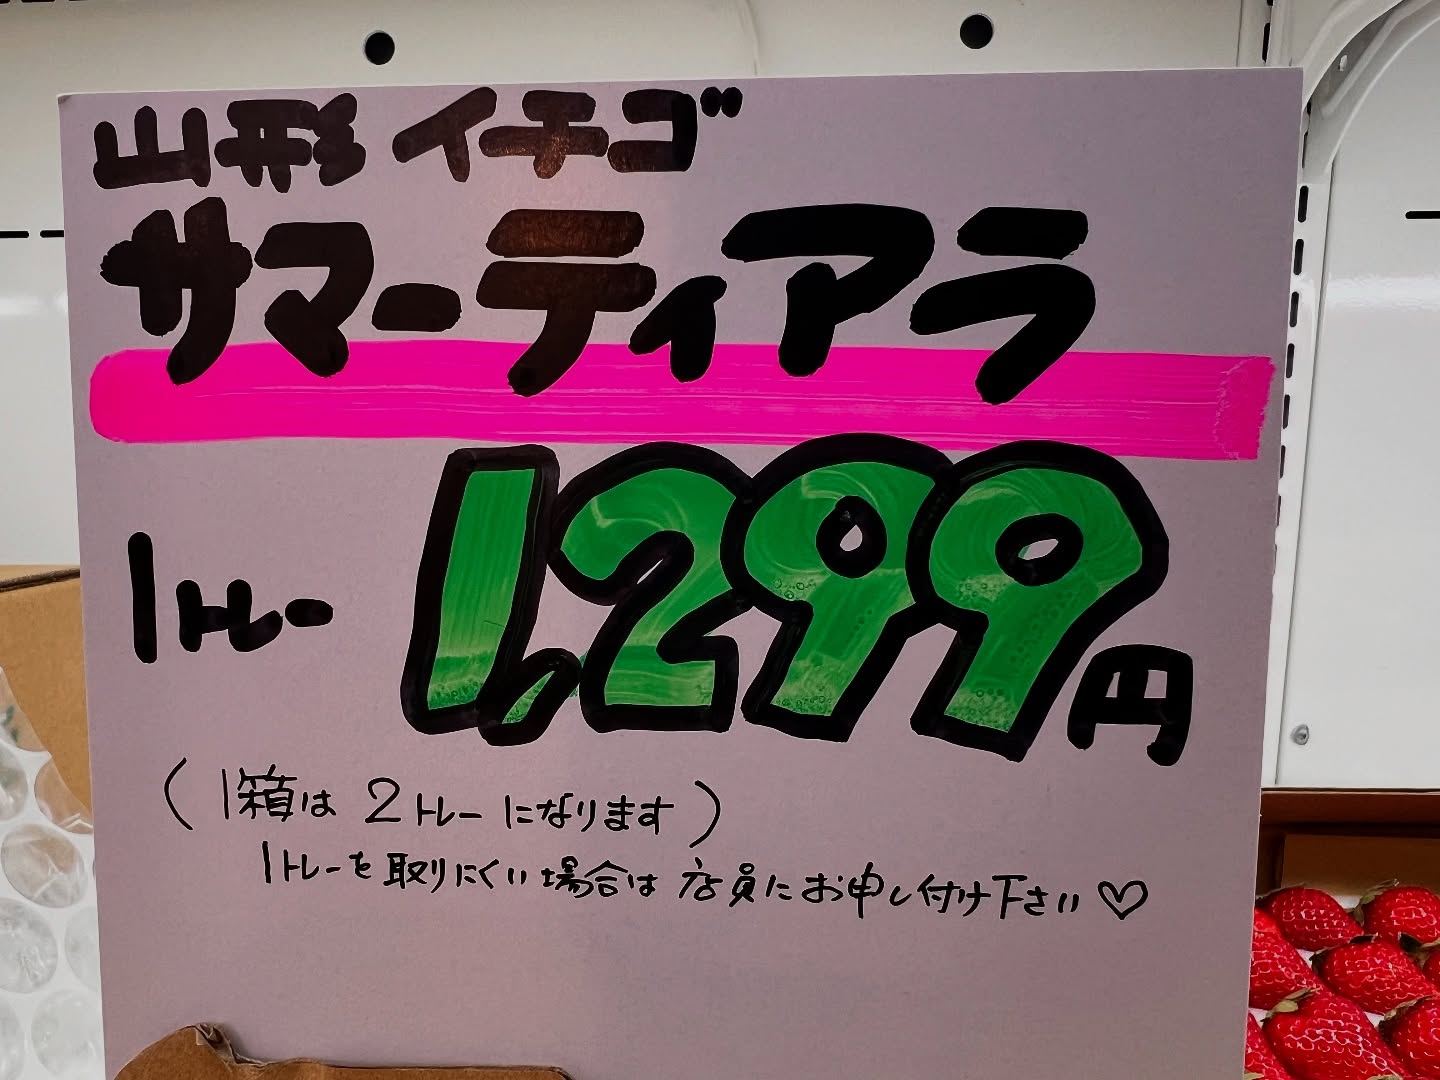 山形 イチゴ
サマーティアラ
1トレー 1,299円
(1箱は2トレーになります)
1トレーを取りにくい場合は店員にお申し付け下さい♡